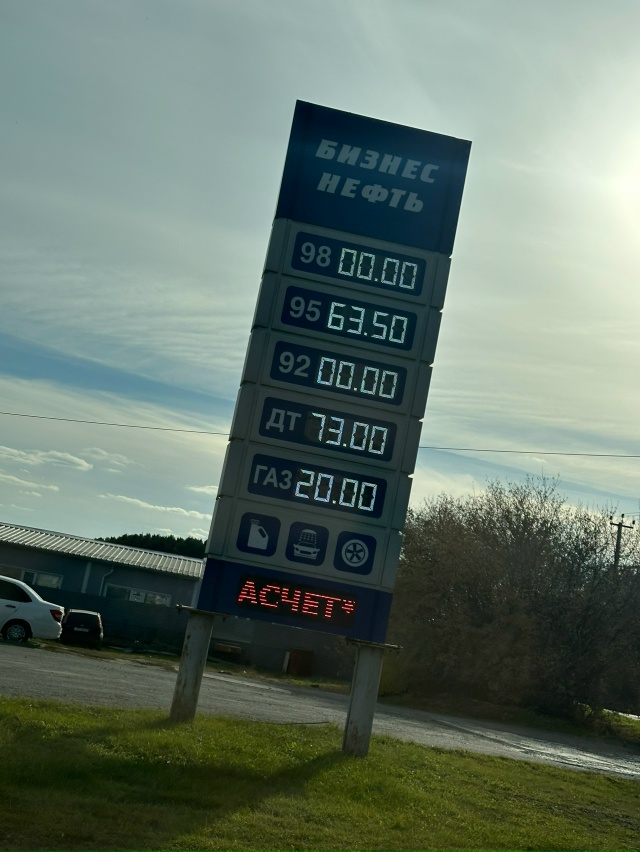 БИЗНЕС
НЕФТЬ
98 00.00
95 63.50
92 00.00
ДТ 73.00
ГАЗ 20.00
АСЧЕТ*